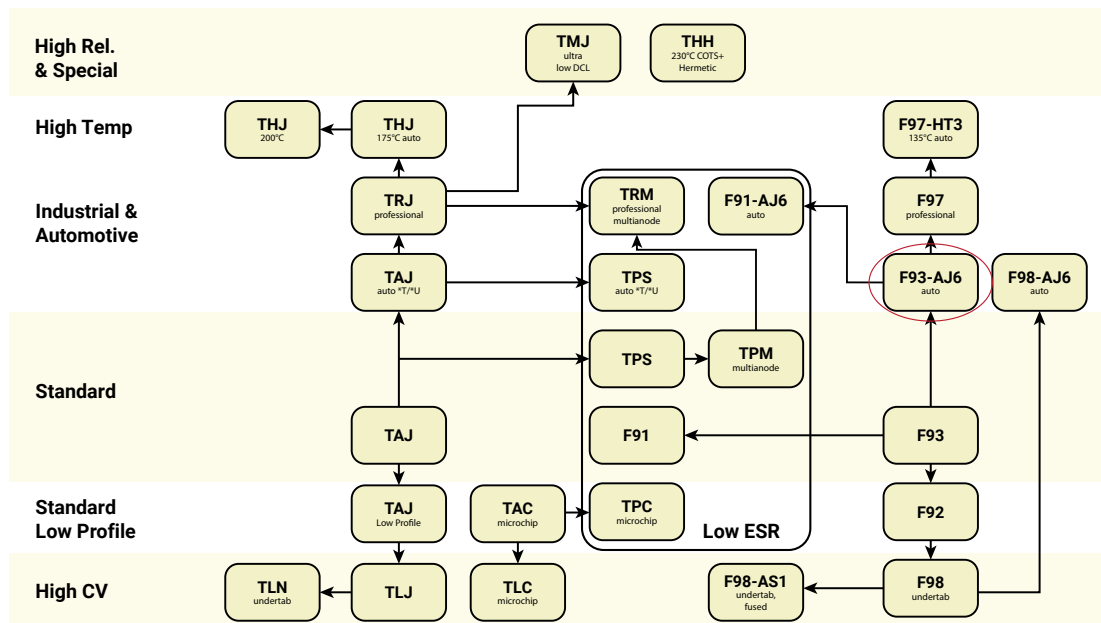 High Rel.
& Special
TMJ
ultra
low DCL
THH
230°C COTS+
Hermetic
High Temp
THJ
200°C
THJ
175°C auto
F97-HT3
135°C auto
Industrial &
Automotive
TRJ
professional
TRM
professional
multianode
F91-AJ6
auto
F97
professional
TAJ
auto *T/*U
TPS
auto *T/*U
F93-AJ6
auto
F98-AJ6
auto
Standard
TPS
TPM
multianode
TAJ
F91
F93
Standard
Low Profile
TAJ
Low Profile
TAC
microchip
TPC
microchip
Low ESR
F92
High CV
TLN
undertab
TLJ
TLC
microchip
F98-AS1
undertab,
fused
F98
undertab